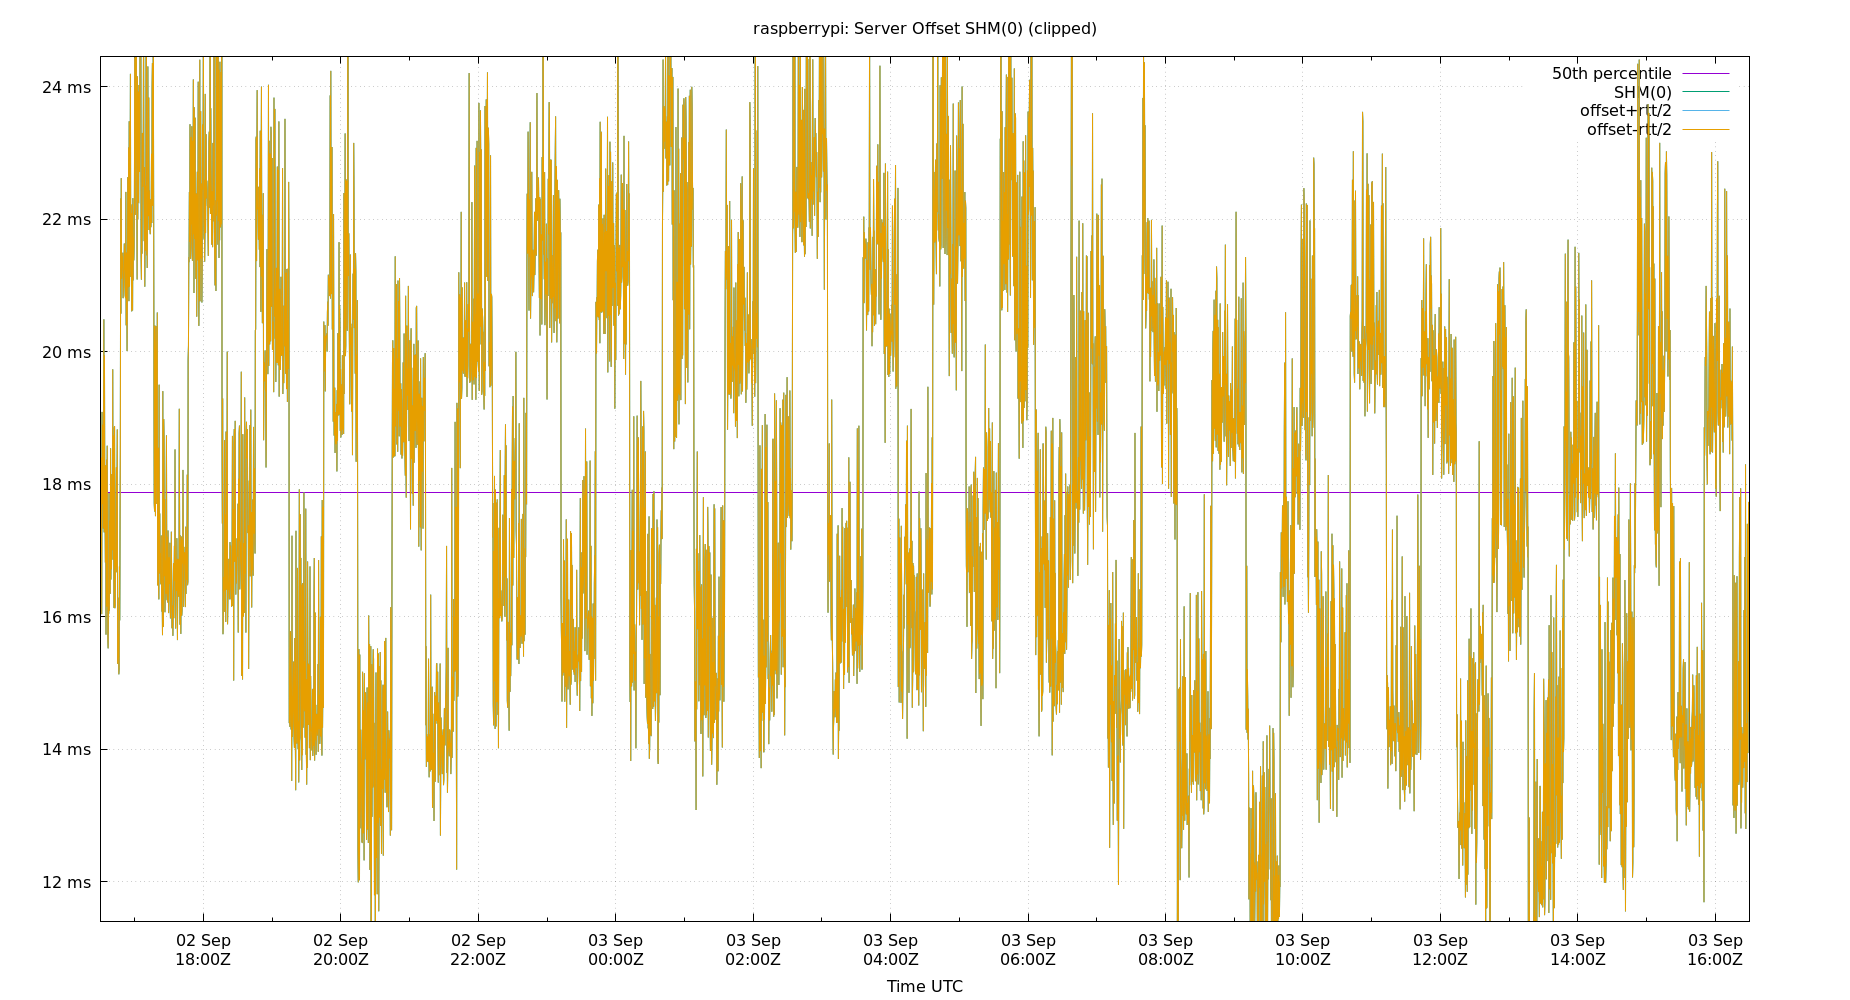 raspberrypi: Server Offset SHM(0) (clipped)
50th percentile
SHM(0)
offset+rtt/2
offset-rtt/2
24 ms
22 ms
20 ms
18 ms
16 ms
14 ms
12 ms
02 Sep 02 Sep 02 Sep 03 Sep 03 Sep 03 Sep 03 Sep 03 Sep 03 Sep 03 Sep 03 Sep 03 Sep
18:00Z 20:00Z 22:00Z 00:00Z 02:00Z 04:00Z 06:00Z 08:00Z 10:00Z 12:00Z 14:00Z 16:00Z
Time UTC